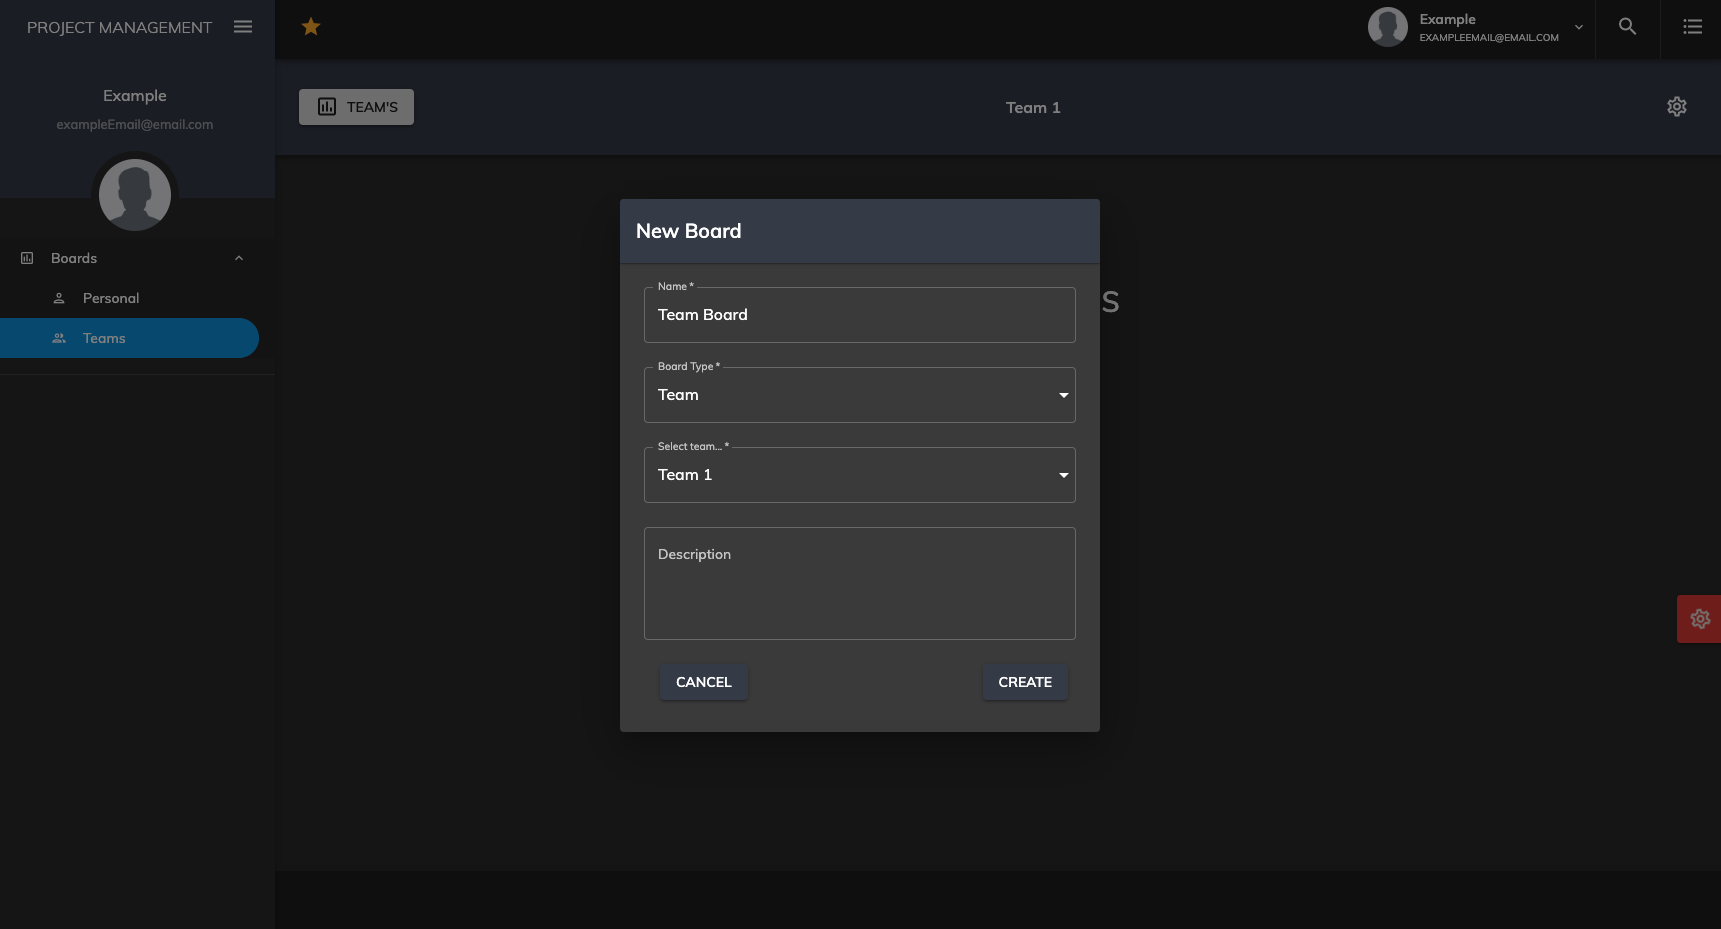 PROJECT MANAGEMENT
Example
EXAMPLEEMAIL@EMAIL.COM
Example
exampleEmail@email.com
TEAM'S
Team 1
Boards
Personal
Teams
New Board
Name *
Team Board
Board Type *
Team
Select team... *
Team 1
Description
CANCEL
CREATE